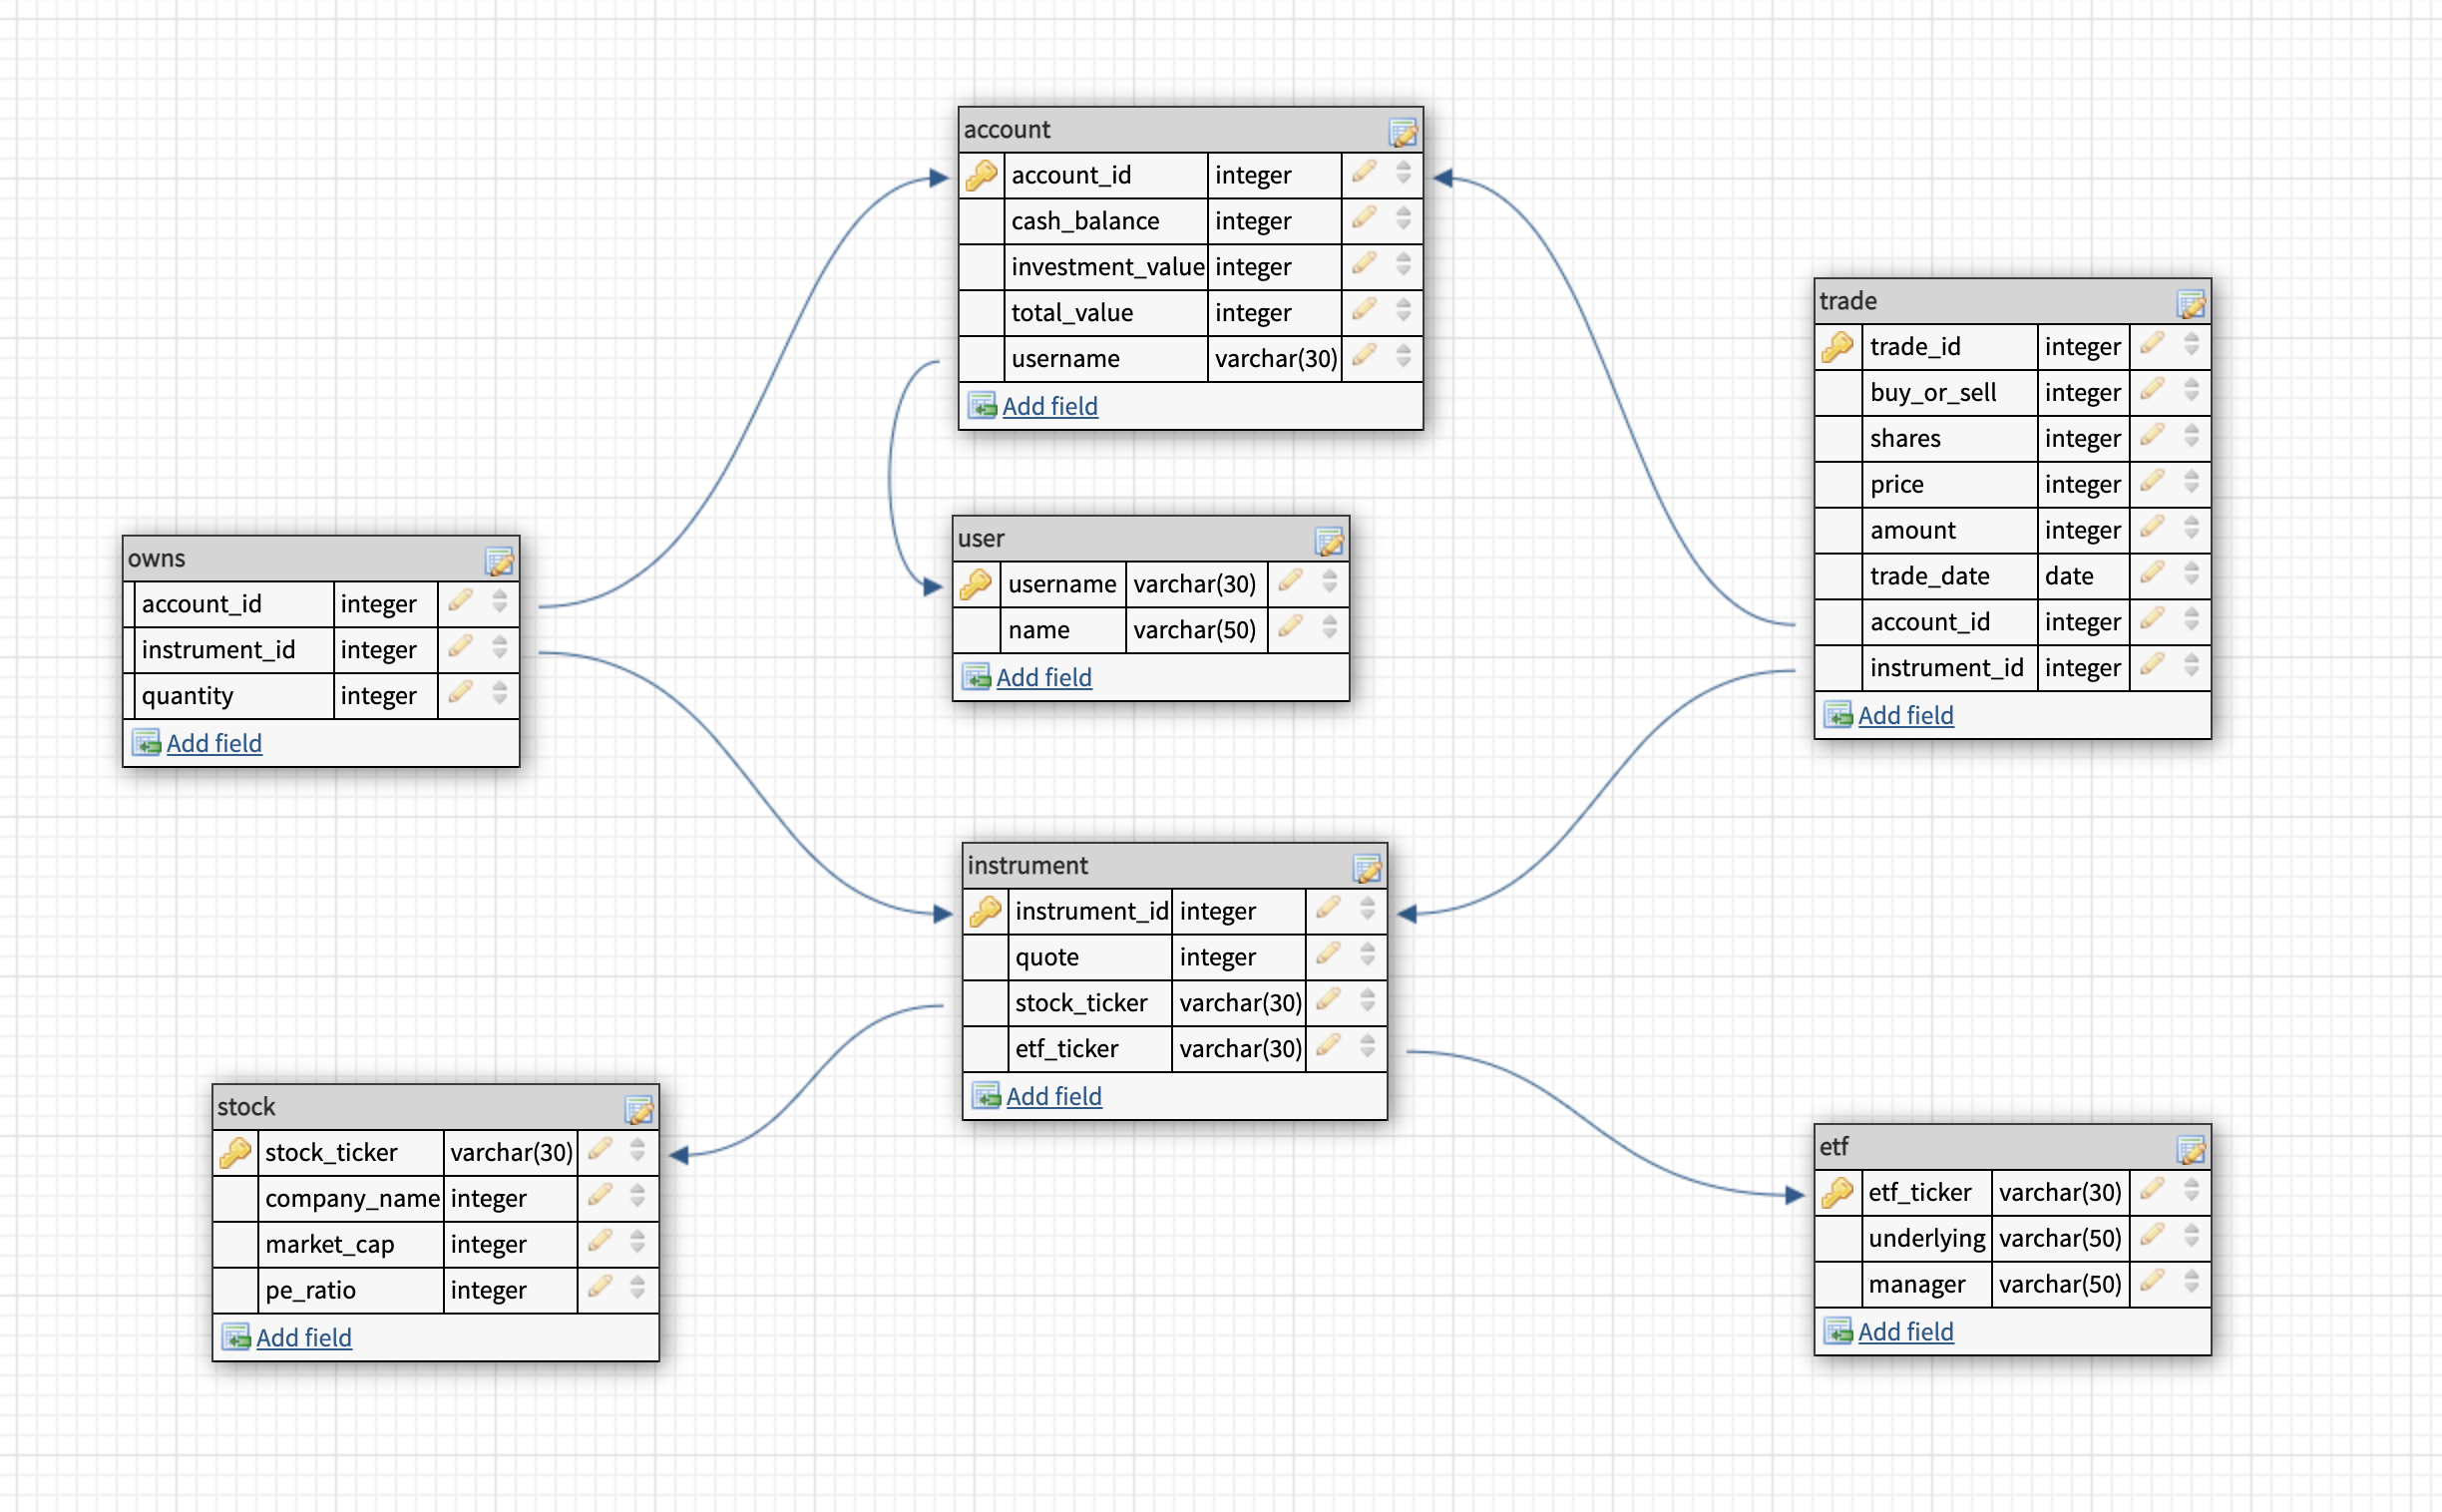 account
account_id integer
cash_balance integer
investment_value integer
total_value integer
username varchar(30)
Add field
trade
trade_id integer
buy_or_sell integer
shares integer
price integer
amount integer
trade_date date
account_id integer
instrument_id integer
Add field
owns
account_id integer
instrument_id integer
quantity integer
Add field
user
username varchar(30)
name varchar(50)
Add field
instrument
instrument_id integer
quote integer
stock_ticker varchar(30)
etf_ticker varchar(30)
Add field
stock
stock_ticker varchar(30)
company_name integer
market_cap integer
pe_ratio integer
Add field
etf
etf_ticker varchar(30)
underlying varchar(50)
manager varchar(50)
Add field